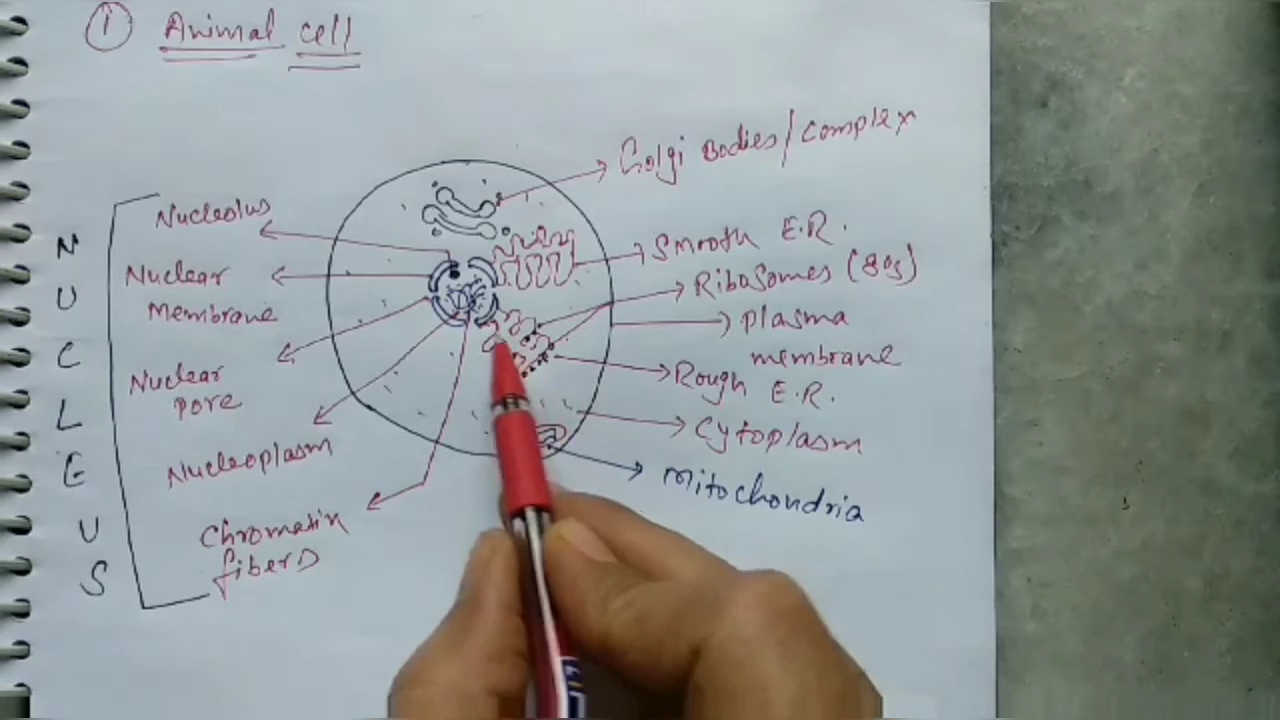 ① Animal cell
Golgi Bodies/complex
Nucleolus
Nuclear
Membrane
Nuclear
pore
Nucleoplasm
Chromatin
fibers
N
U
C
L
E
U
S
Smooth E.R.
Ribosomes (80s)
plasma
membrane
Rough E.R.
Cytoplasm
Mitochondria